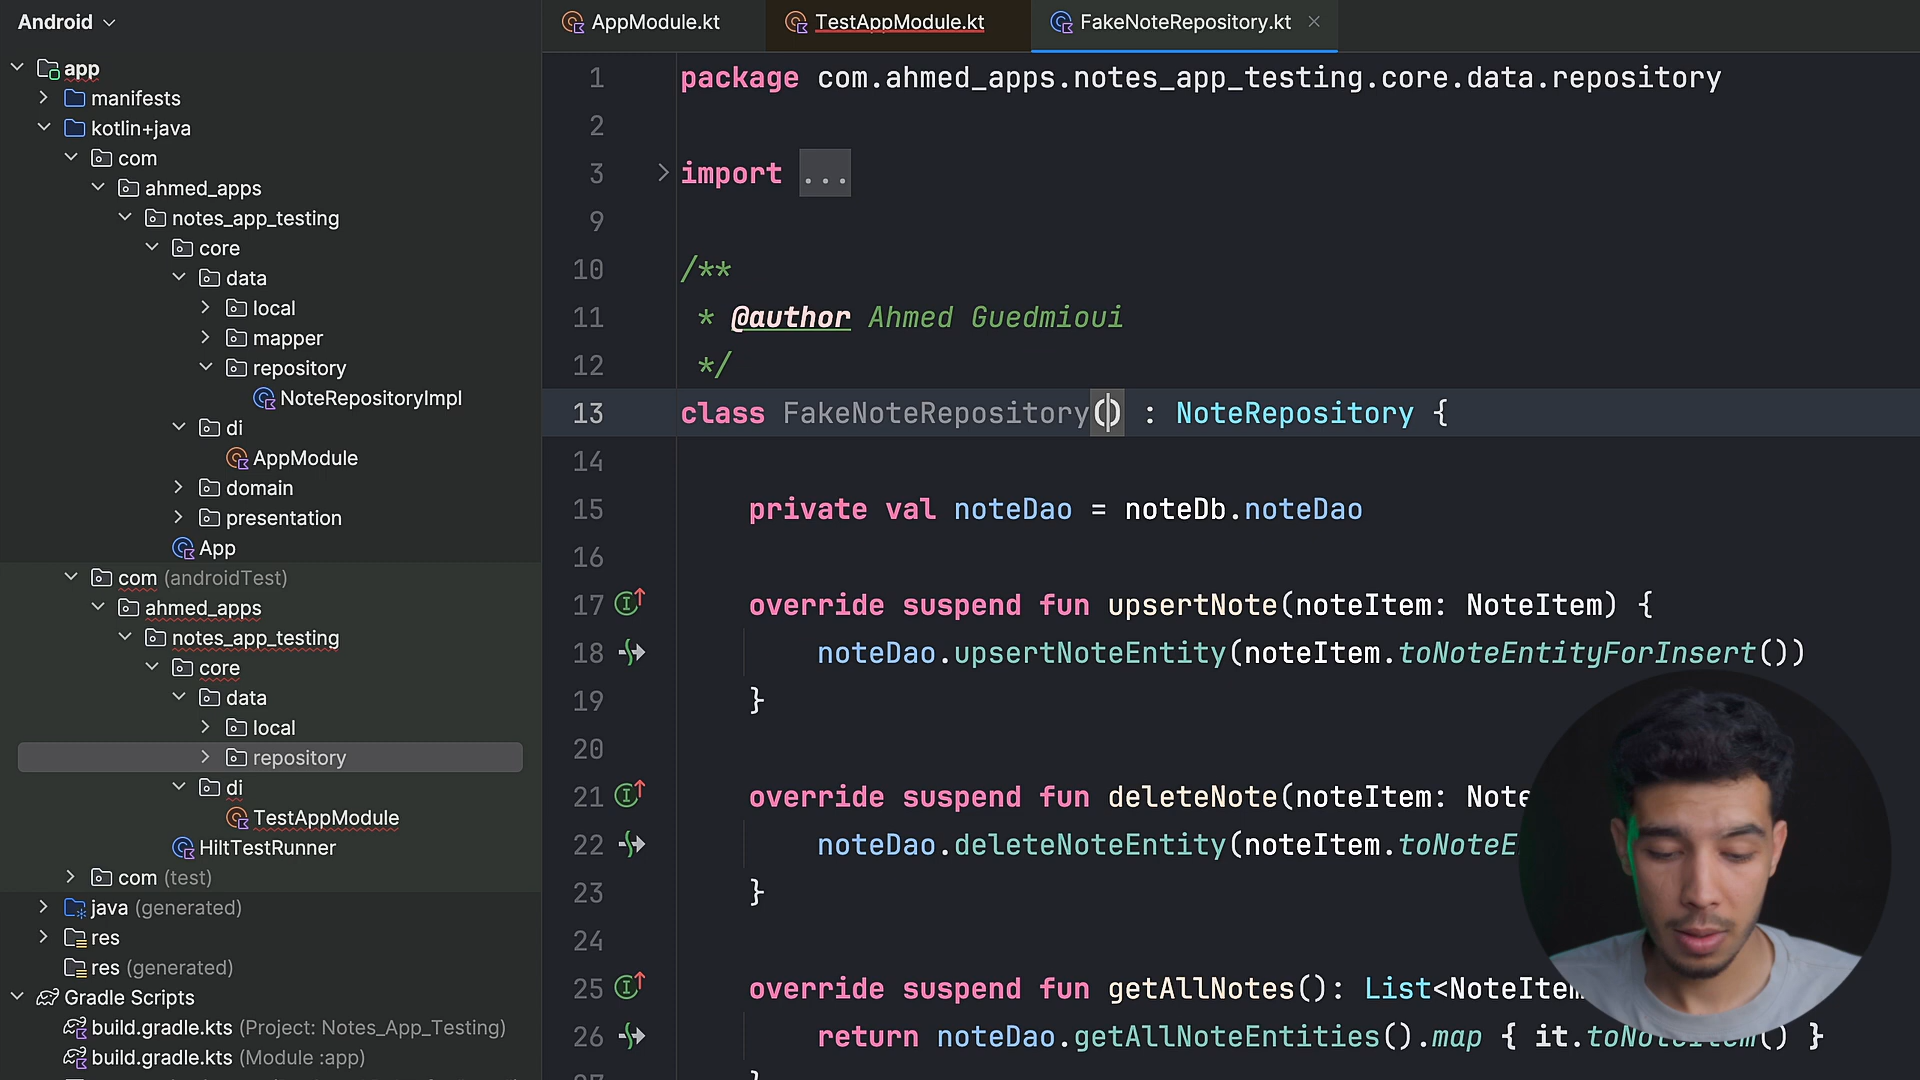 Android
app
manifests
kotlin+java
com
ahmed_apps
notes_app_testing
core
data
local
mapper
repository
NoteRepositoryImpl
di
AppModule
domain
presentation
App
com (androidTest)
ahmed_apps
notes_app_testing
core
data
local
repository
di
TestAppModule
HiltTestRunner
com (test)
java (generated)
res
res (generated)
Gradle Scripts
build.gradle.kts (Project: Notes_App_Testing)
build.gradle.kts (Module :app)
AppModule.kt
TestAppModule.kt
FakeNoteRepository.kt
1 package com.ahmed_apps.notes_app_testing.core.data.repository
2
3 import ...
9
10 /**
11 * @author Ahmed Guedmioui
12 */
13 class FakeNoteRepository() : NoteRepository {
14
15 private val noteDao = noteDb.noteDao
16
17 override suspend fun upsertNote(noteItem: NoteItem) {
18 noteDao.upsertNoteEntity(noteItem.toNoteEntityForInsert())
19 }
20
21 override suspend fun deleteNote(noteItem: Note
22 noteDao.deleteNoteEntity(noteItem.toNoteE
23 }
24
25 override suspend fun getAllNotes(): List<NoteItem
26 return noteDao.getAllNoteEntities().map { it.toNoteItem() }